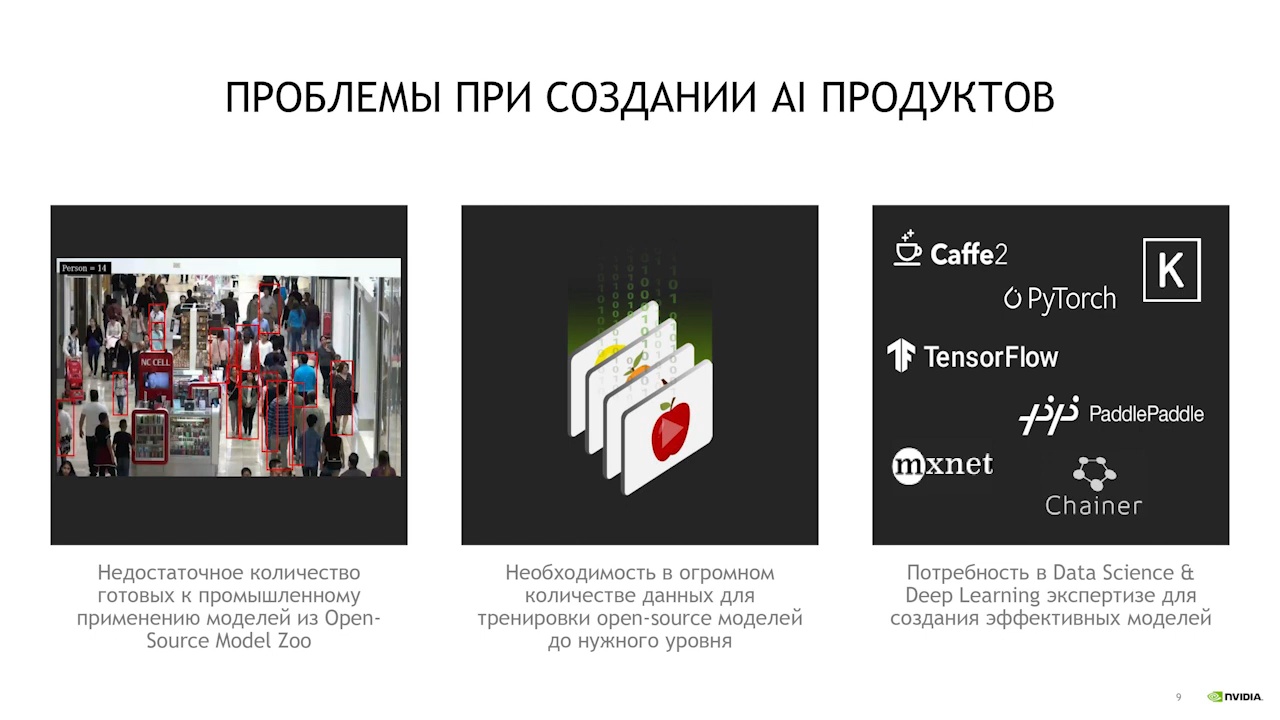 ПРОБЛЕМЫ ПРИ СОЗДАНИИ AI ПРОДУКТОВ
Person = 14
NC CELL
Caffe2
K
PyTorch
TensorFlow
PaddlePaddle
mxnet
Chainer
Недостаточное количество
готовых к промышленному
применению моделей из Open-
Source Model Zoo
Необходимость в огромном
количестве данных для
тренировки open-source моделей
до нужного уровня
Потребность в Data Science &
Deep Learning экспертизе для
создания эффективных моделей
9
NVIDIA.